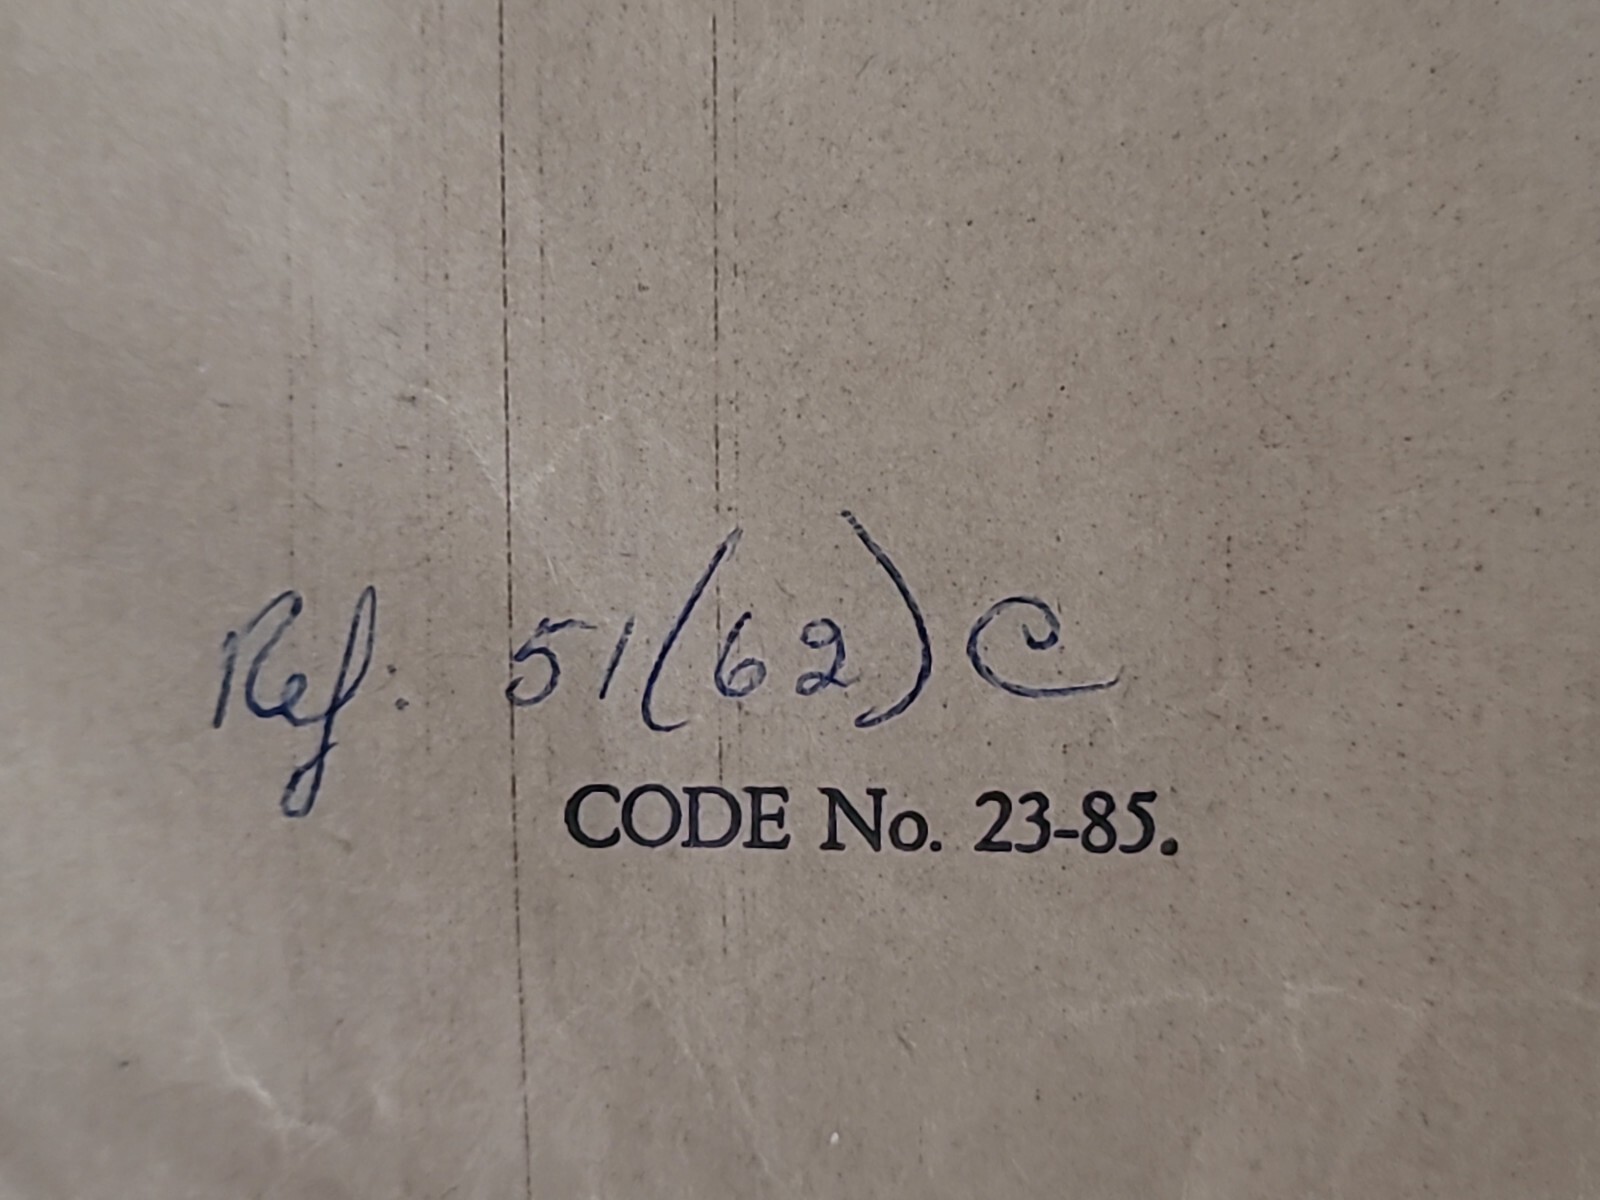 Ref: 51(62)C
CODE No. 23-85.